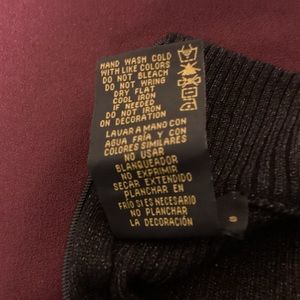 HAND WASH COLD
WITH LIKE COLORS
DO NOT BLEACH
DO NOT WRING
DRY FLAT
COOL IRON
IF NEEDED
DO NOT IRON
ON DECORATION
LAVAR A MANO CON
AGUA FRÍA Y CON
COLORES SIMILARES
NO USAR
BLANQUEADOR
NO EXPRIMIR
SECAR EXTENDIDO
PLANCHAR EN
FRÍO SI ES NECESARIO
NO PLANCHAR
LA DECORACIÓN